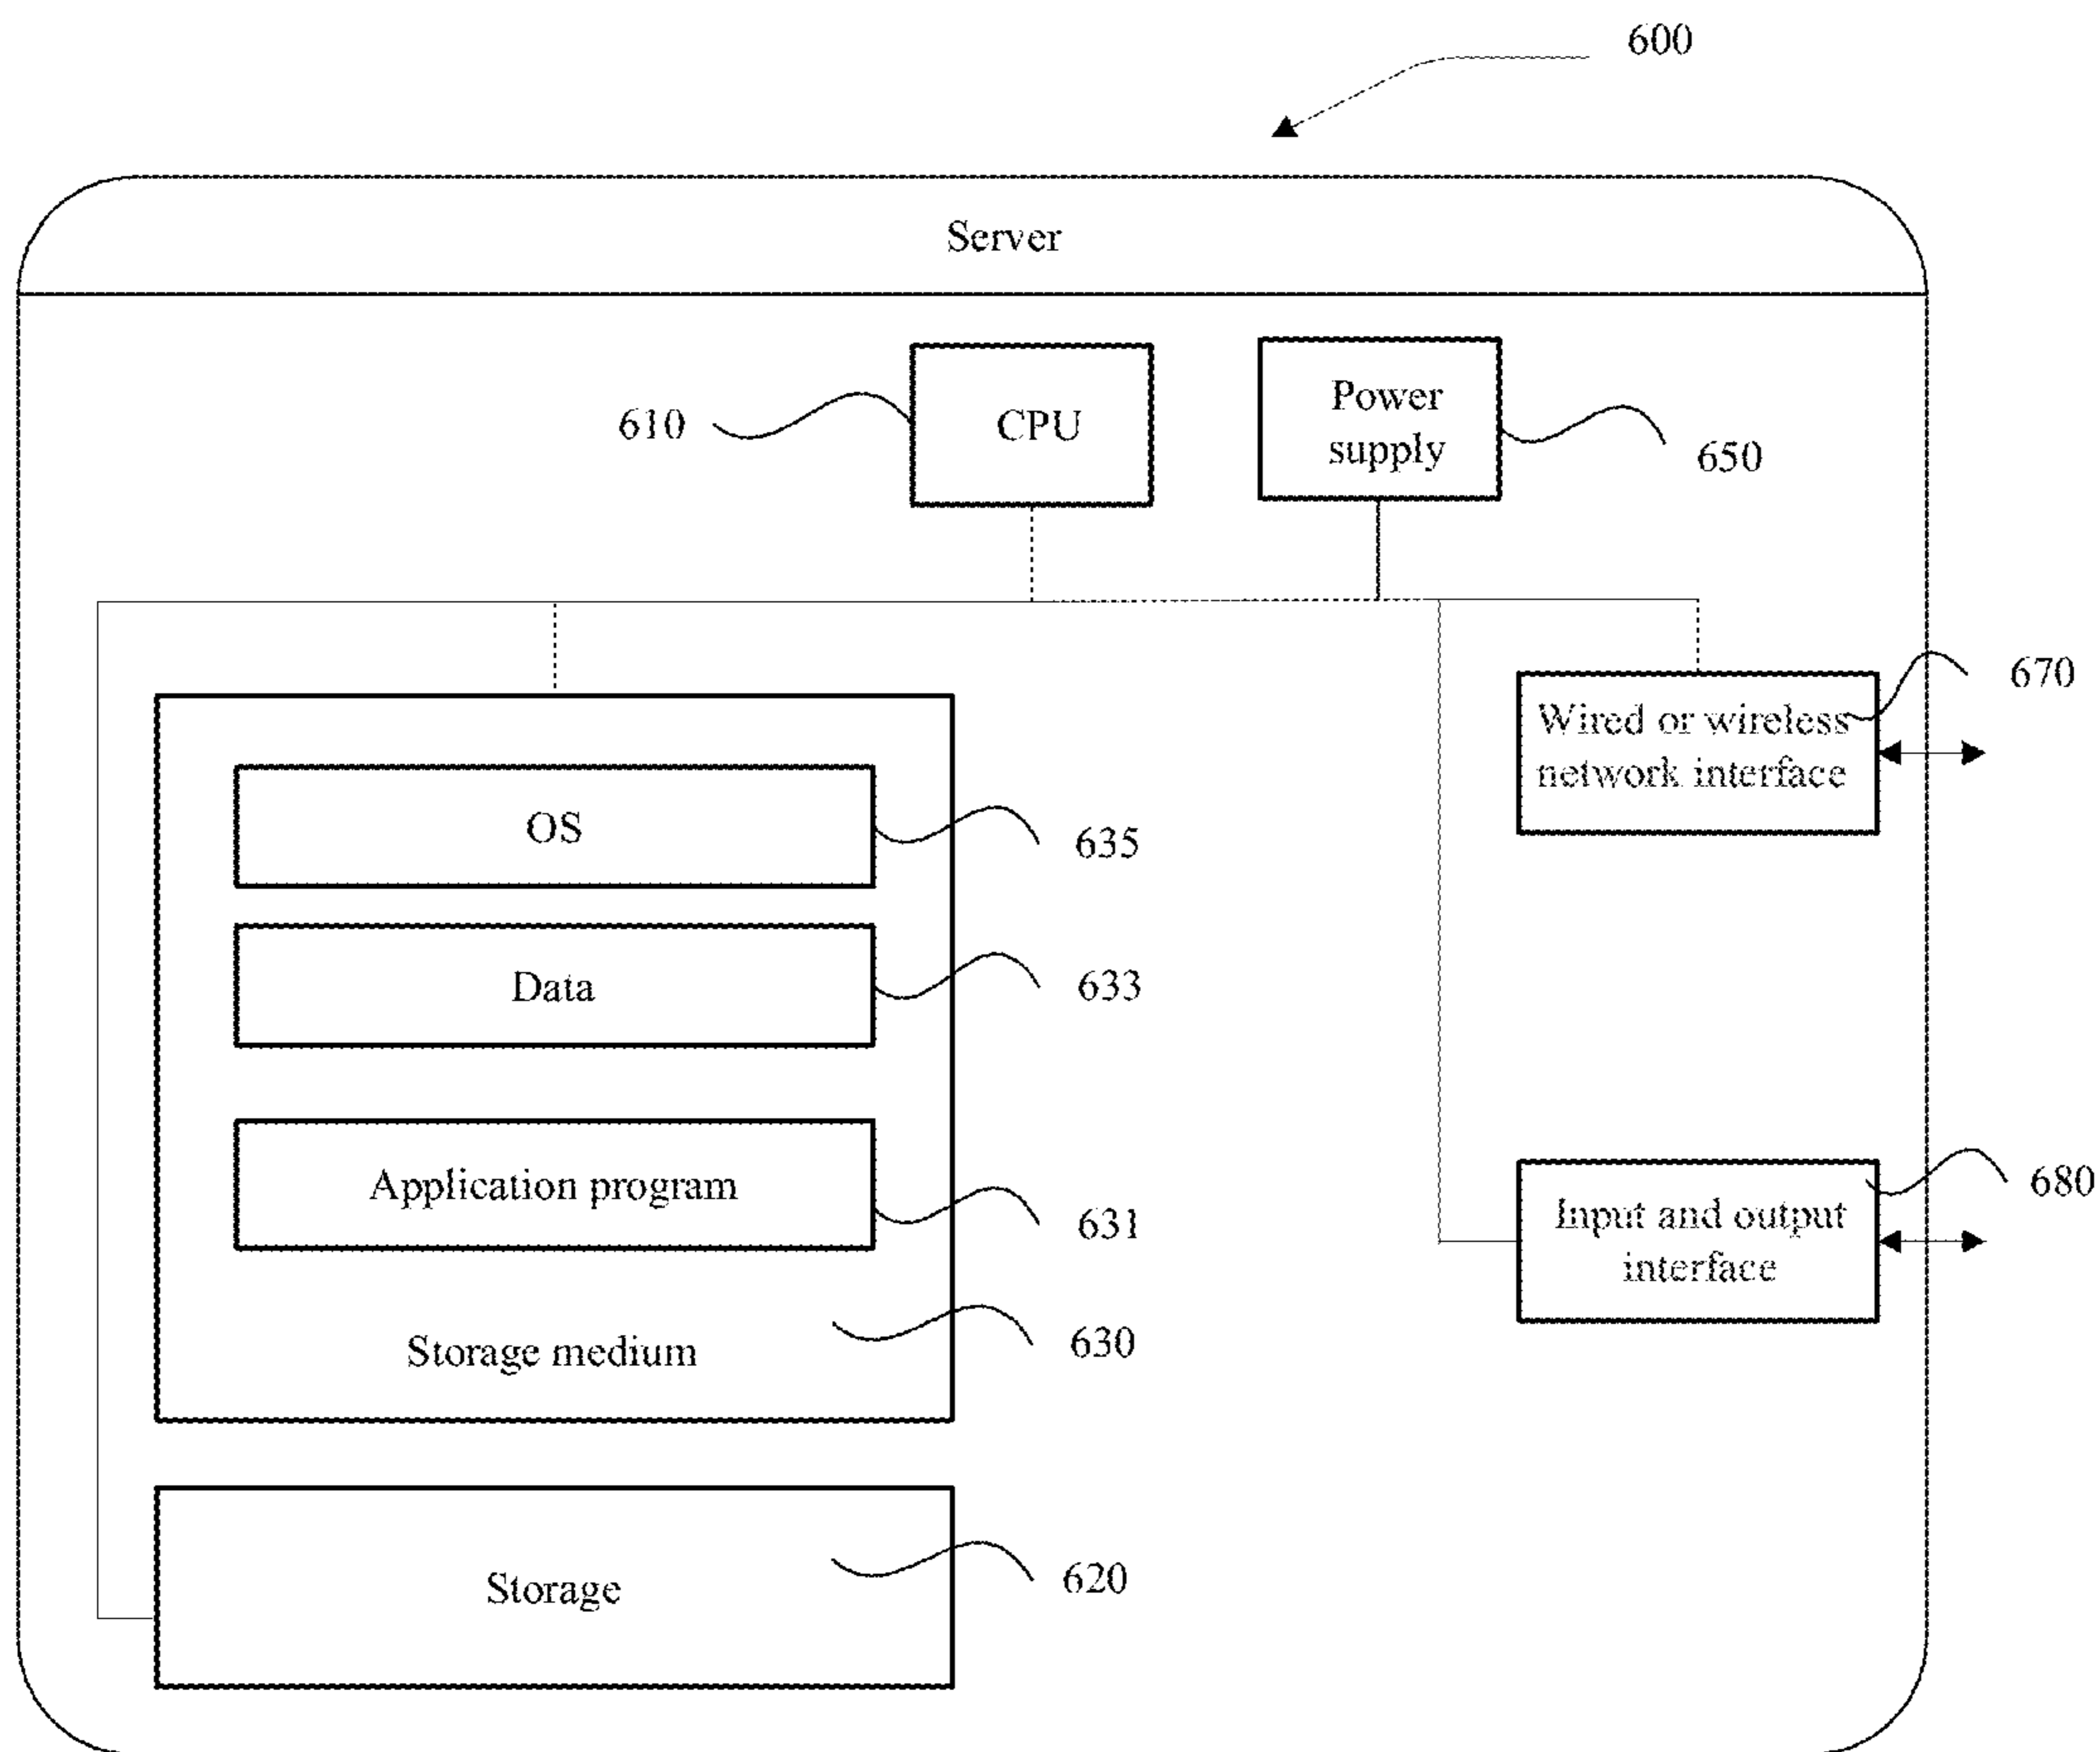 600
Server
610
CPU
Power
supply
650
670
Wired or wireless
network interface
OS
635
Data
633
Application program
631
680
Input and output
interface
Storage medium
630
Storage
620